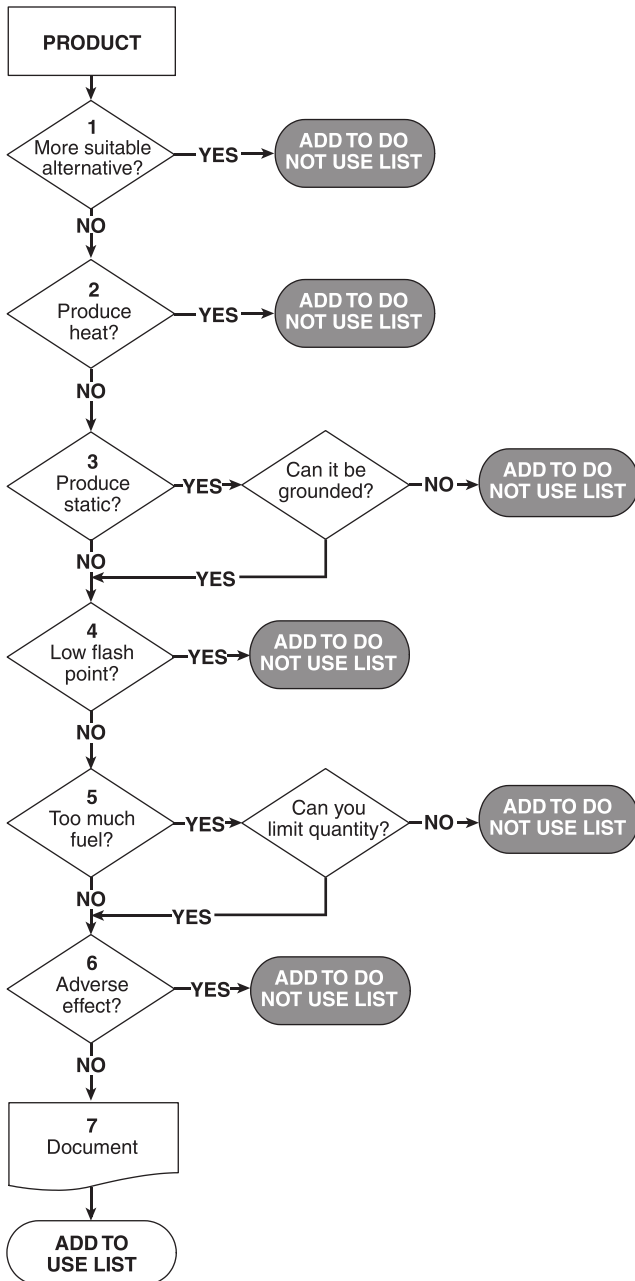 PRODUCT
1
More suitable
alternative?
YES
ADD TO DO
NOT USE LIST
NO
2
Produce
heat?
YES
ADD TO DO
NOT USE LIST
NO
3
Produce
static?
YES
Can it be
grounded?
NO
ADD TO DO
NOT USE LIST
NO
YES
4
Low flash
point?
YES
ADD TO DO
NOT USE LIST
NO
5
Too much
fuel?
YES
Can you
limit quantity?
NO
ADD TO DO
NOT USE LIST
NO
YES
6
Adverse
effect?
YES
ADD TO DO
NOT USE LIST
NO
7
Document
ADD TO
USE LIST